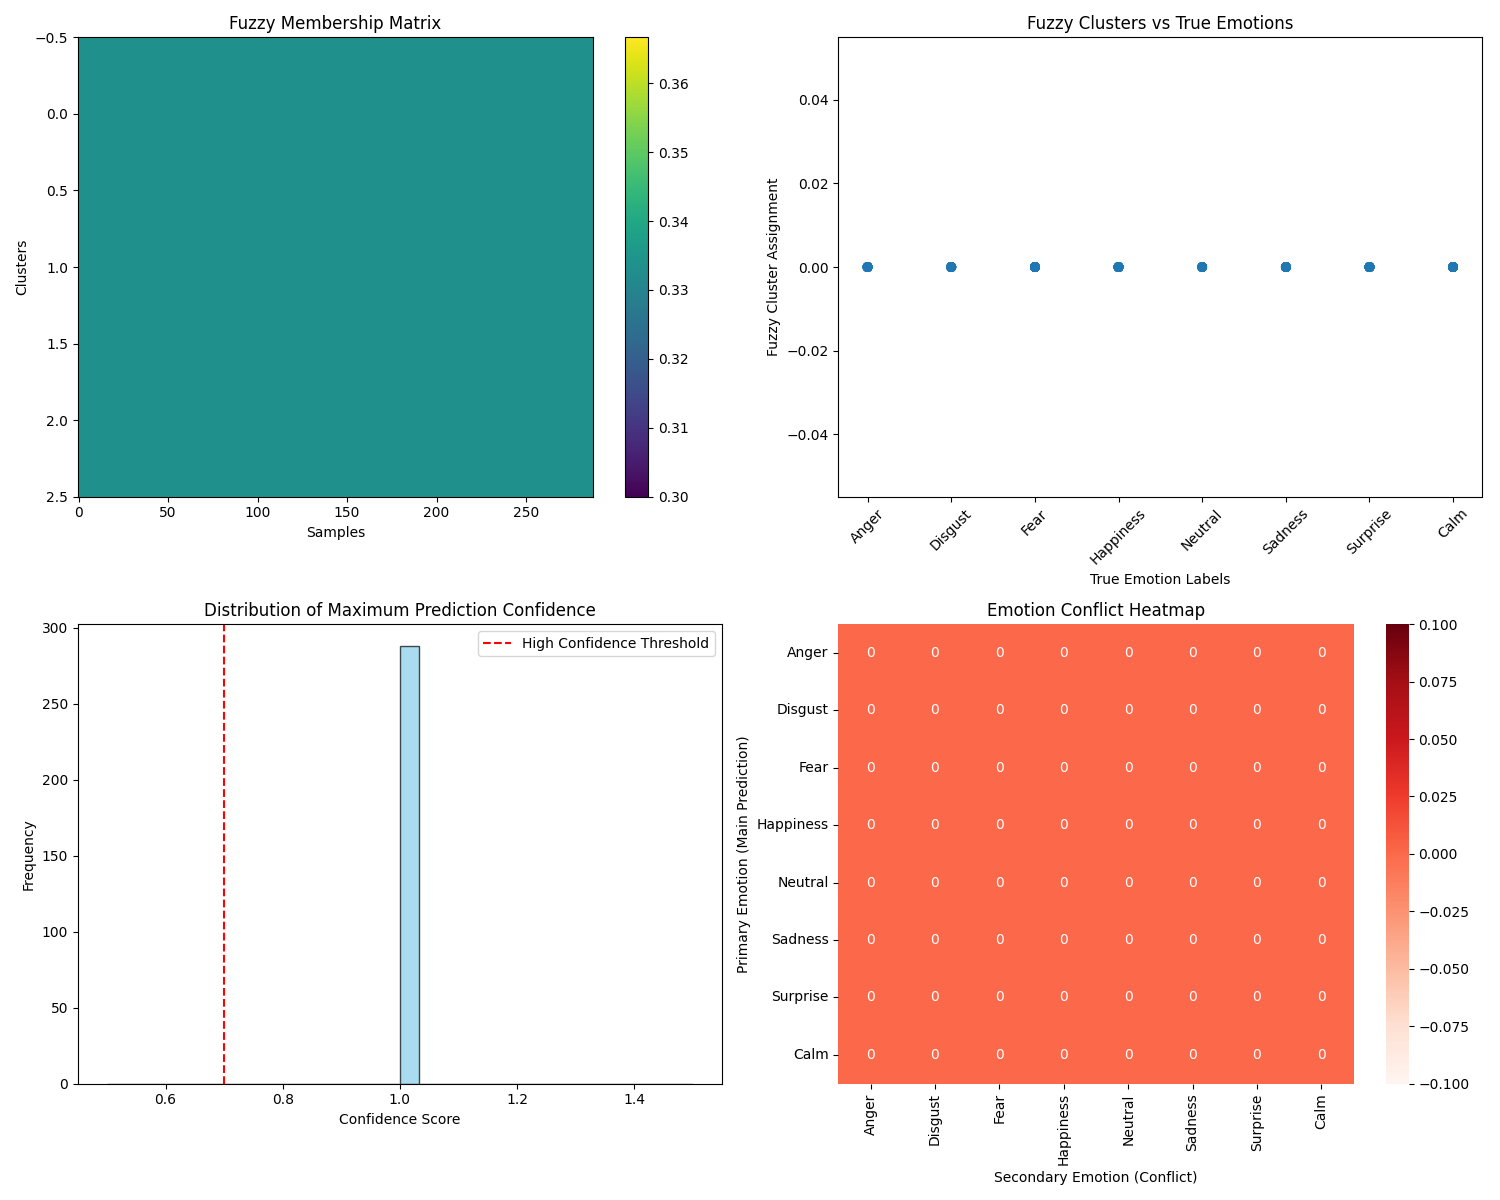 Fuzzy Membership Matrix
−0.5
0.0
0.5
1.0
1.5
2.0
2.5
Clusters
0 50 100 150 200 250
Samples
0.36
0.35
0.34
0.33
0.32
0.31
0.30
Fuzzy Clusters vs True Emotions
0.04
0.02
0.00
−0.02
−0.04
Fuzzy Cluster Assignment
Anger Disgust Fear Happiness Neutral Sadness Surprise Calm
True Emotion Labels
Distribution of Maximum Prediction Confidence
High Confidence Threshold
300
250
200
150
100
50
0
Frequency
0.6 0.8 1.0 1.2 1.4
Confidence Score
Emotion Conflict Heatmap
Primary Emotion (Main Prediction)
Anger 0 0 0 0 0 0 0 0
Disgust 0 0 0 0 0 0 0 0
Fear 0 0 0 0 0 0 0 0
Happiness 0 0 0 0 0 0 0 0
Neutral 0 0 0 0 0 0 0 0
Sadness 0 0 0 0 0 0 0 0
Surprise 0 0 0 0 0 0 0 0
Calm 0 0 0 0 0 0 0 0
Anger Disgust Fear Happiness Neutral Sadness Surprise Calm
Secondary Emotion (Conflict)
0.100
0.075
0.050
0.025
0.000
−0.025
−0.050
−0.075
−0.100